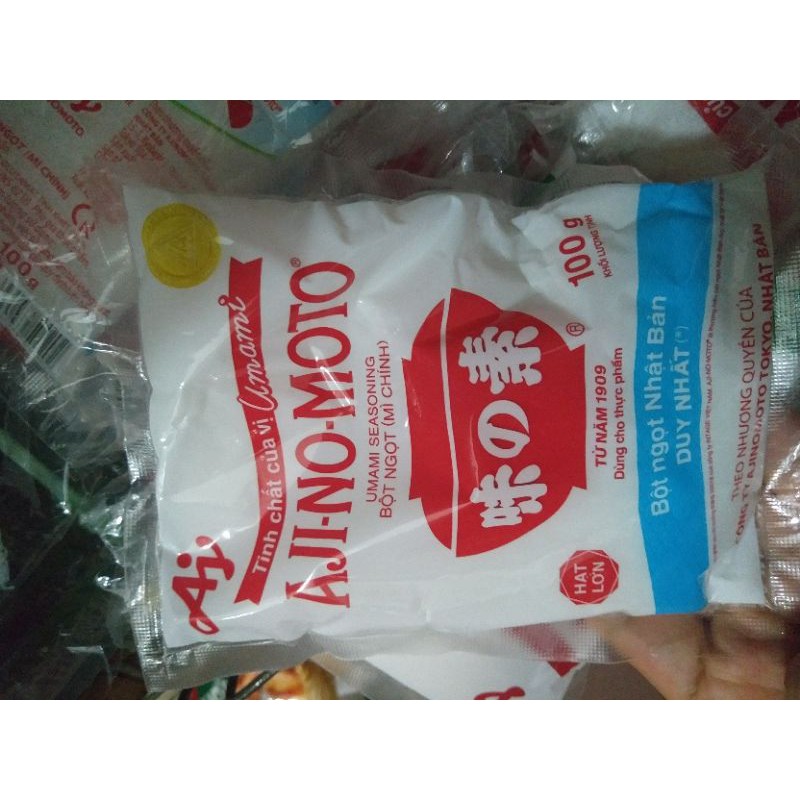 Aj.
Tinh chất của vị Umami
AJI-NO-MOTO®
UMAMI SEASONING
BỘT NGỌT (MÌ CHÍNH)
味の素
®
100 g
KHỐI LƯỢNG TỊNH
TỪ NĂM 1909
Dùng cho thực phẩm
HẠT
LỚN
Bột ngọt Nhật Bản
DUY NHẤT (*)
THEO NHƯỢNG QUYỀN CỦA
CÔNG TY AJINOMOTO TOKYO, NHẬT BẢN
100g